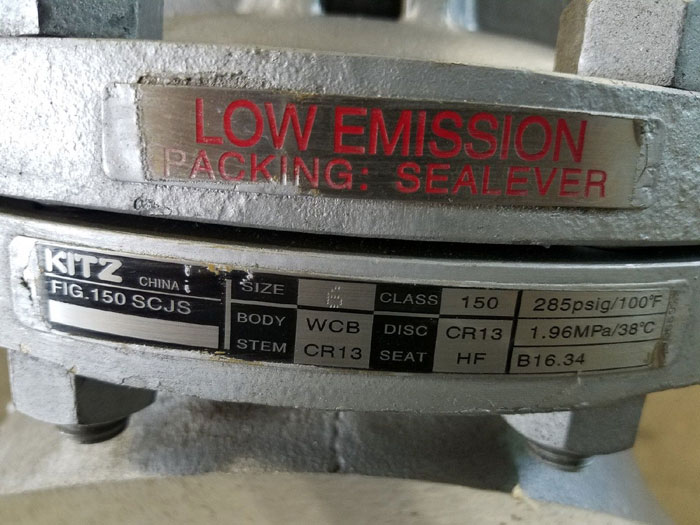 LOW EMISSION
PACKING: SEALEVER
KITZ CHINA
FIG.150 SCJS
SIZE 6 CLASS 150 285psig/100°F
BODY WCB DISC CR13 1.96MPa/38°C
STEM CR13 SEAT HF B16.34